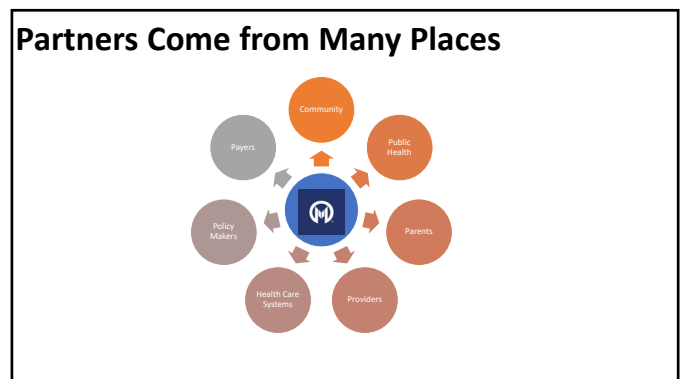 Partners Come from Many Places
Community
Public
Health
Parents
Providers
Health Care
Systems
Policy
Makers
Payers